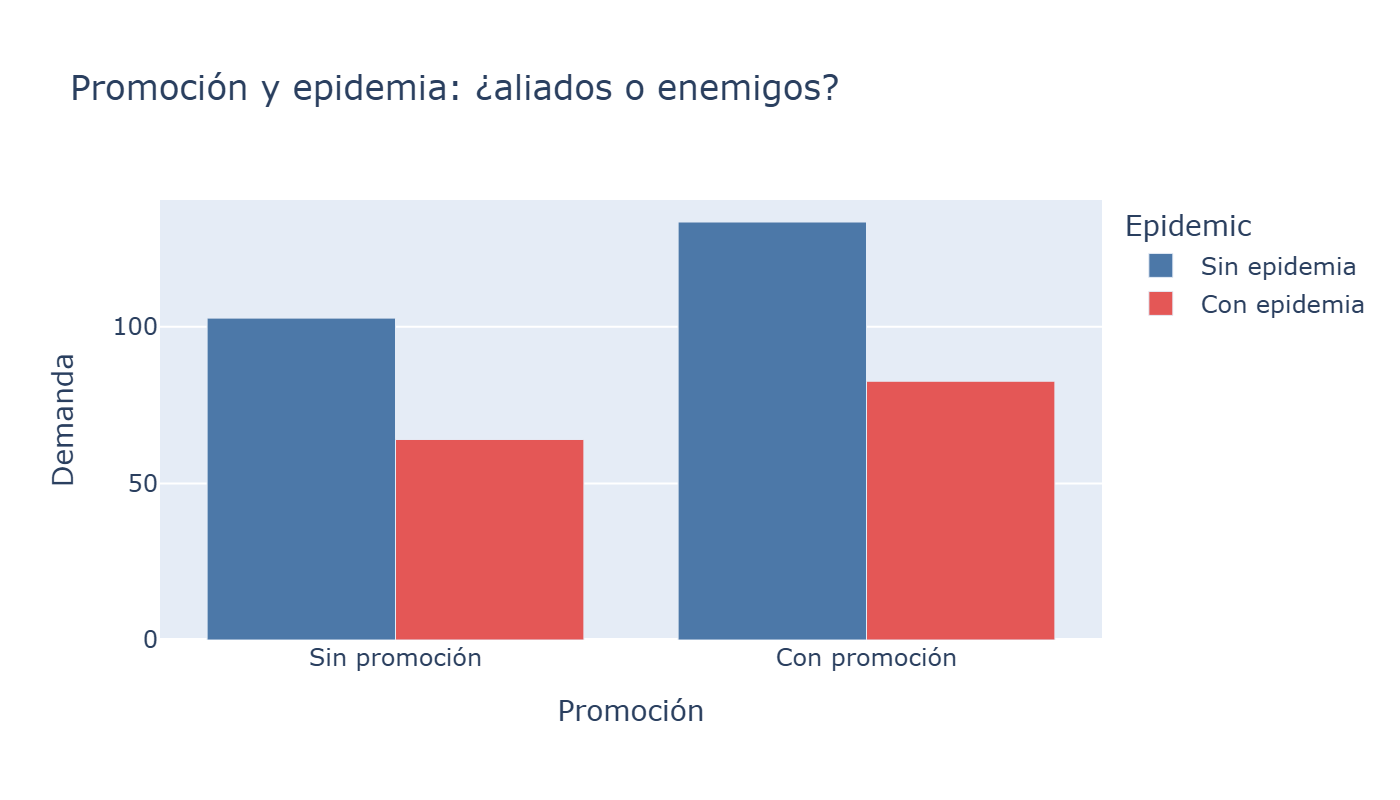 Promoción y epidemia: ¿aliados o enemigos?
Epidemic
Sin epidemia
Con epidemia
Demanda
100
50
0
Sin promoción
Con promoción
Promoción